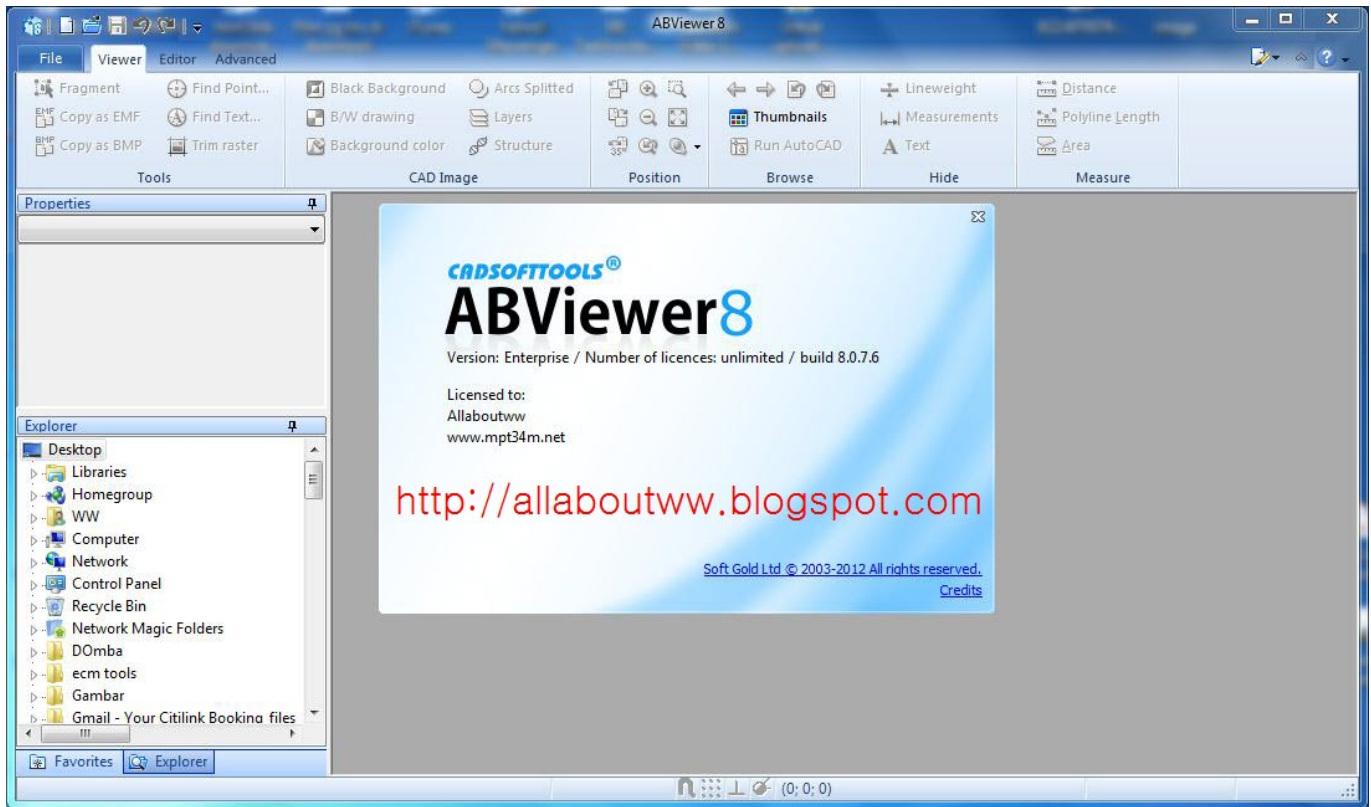 ABViewer 8
File Viewer Editor Advanced
Fragment Find Point... Black Background Arcs Splitted Lineweight Distance
EMF Copy as EMF Find Text... B/W drawing Layers Thumbnails Measurements Polyline Length
BMP Copy as BMP Trim raster Background color Structure 35° Run AutoCAD Text Area
Tools CAD Image Position Browse Hide Measure
Properties
CADSOFTTOOLS®
ABViewer8
Version: Enterprise / Number of licences: unlimited / build 8.0.7.6
Licensed to:
Allaboutww
www.mpt34m.net
http://allaboutww.blogspot.com
Soft Gold Ltd © 2003-2012 All rights reserved.
Credits
Explorer
Desktop
Libraries
Homegroup
WW
Computer
Network
Control Panel
Recycle Bin
Network Magic Folders
DOmba
ecm tools
Gambar
Gmail - Your Citilink Booking_files
Favorites Explorer
(0; 0; 0)